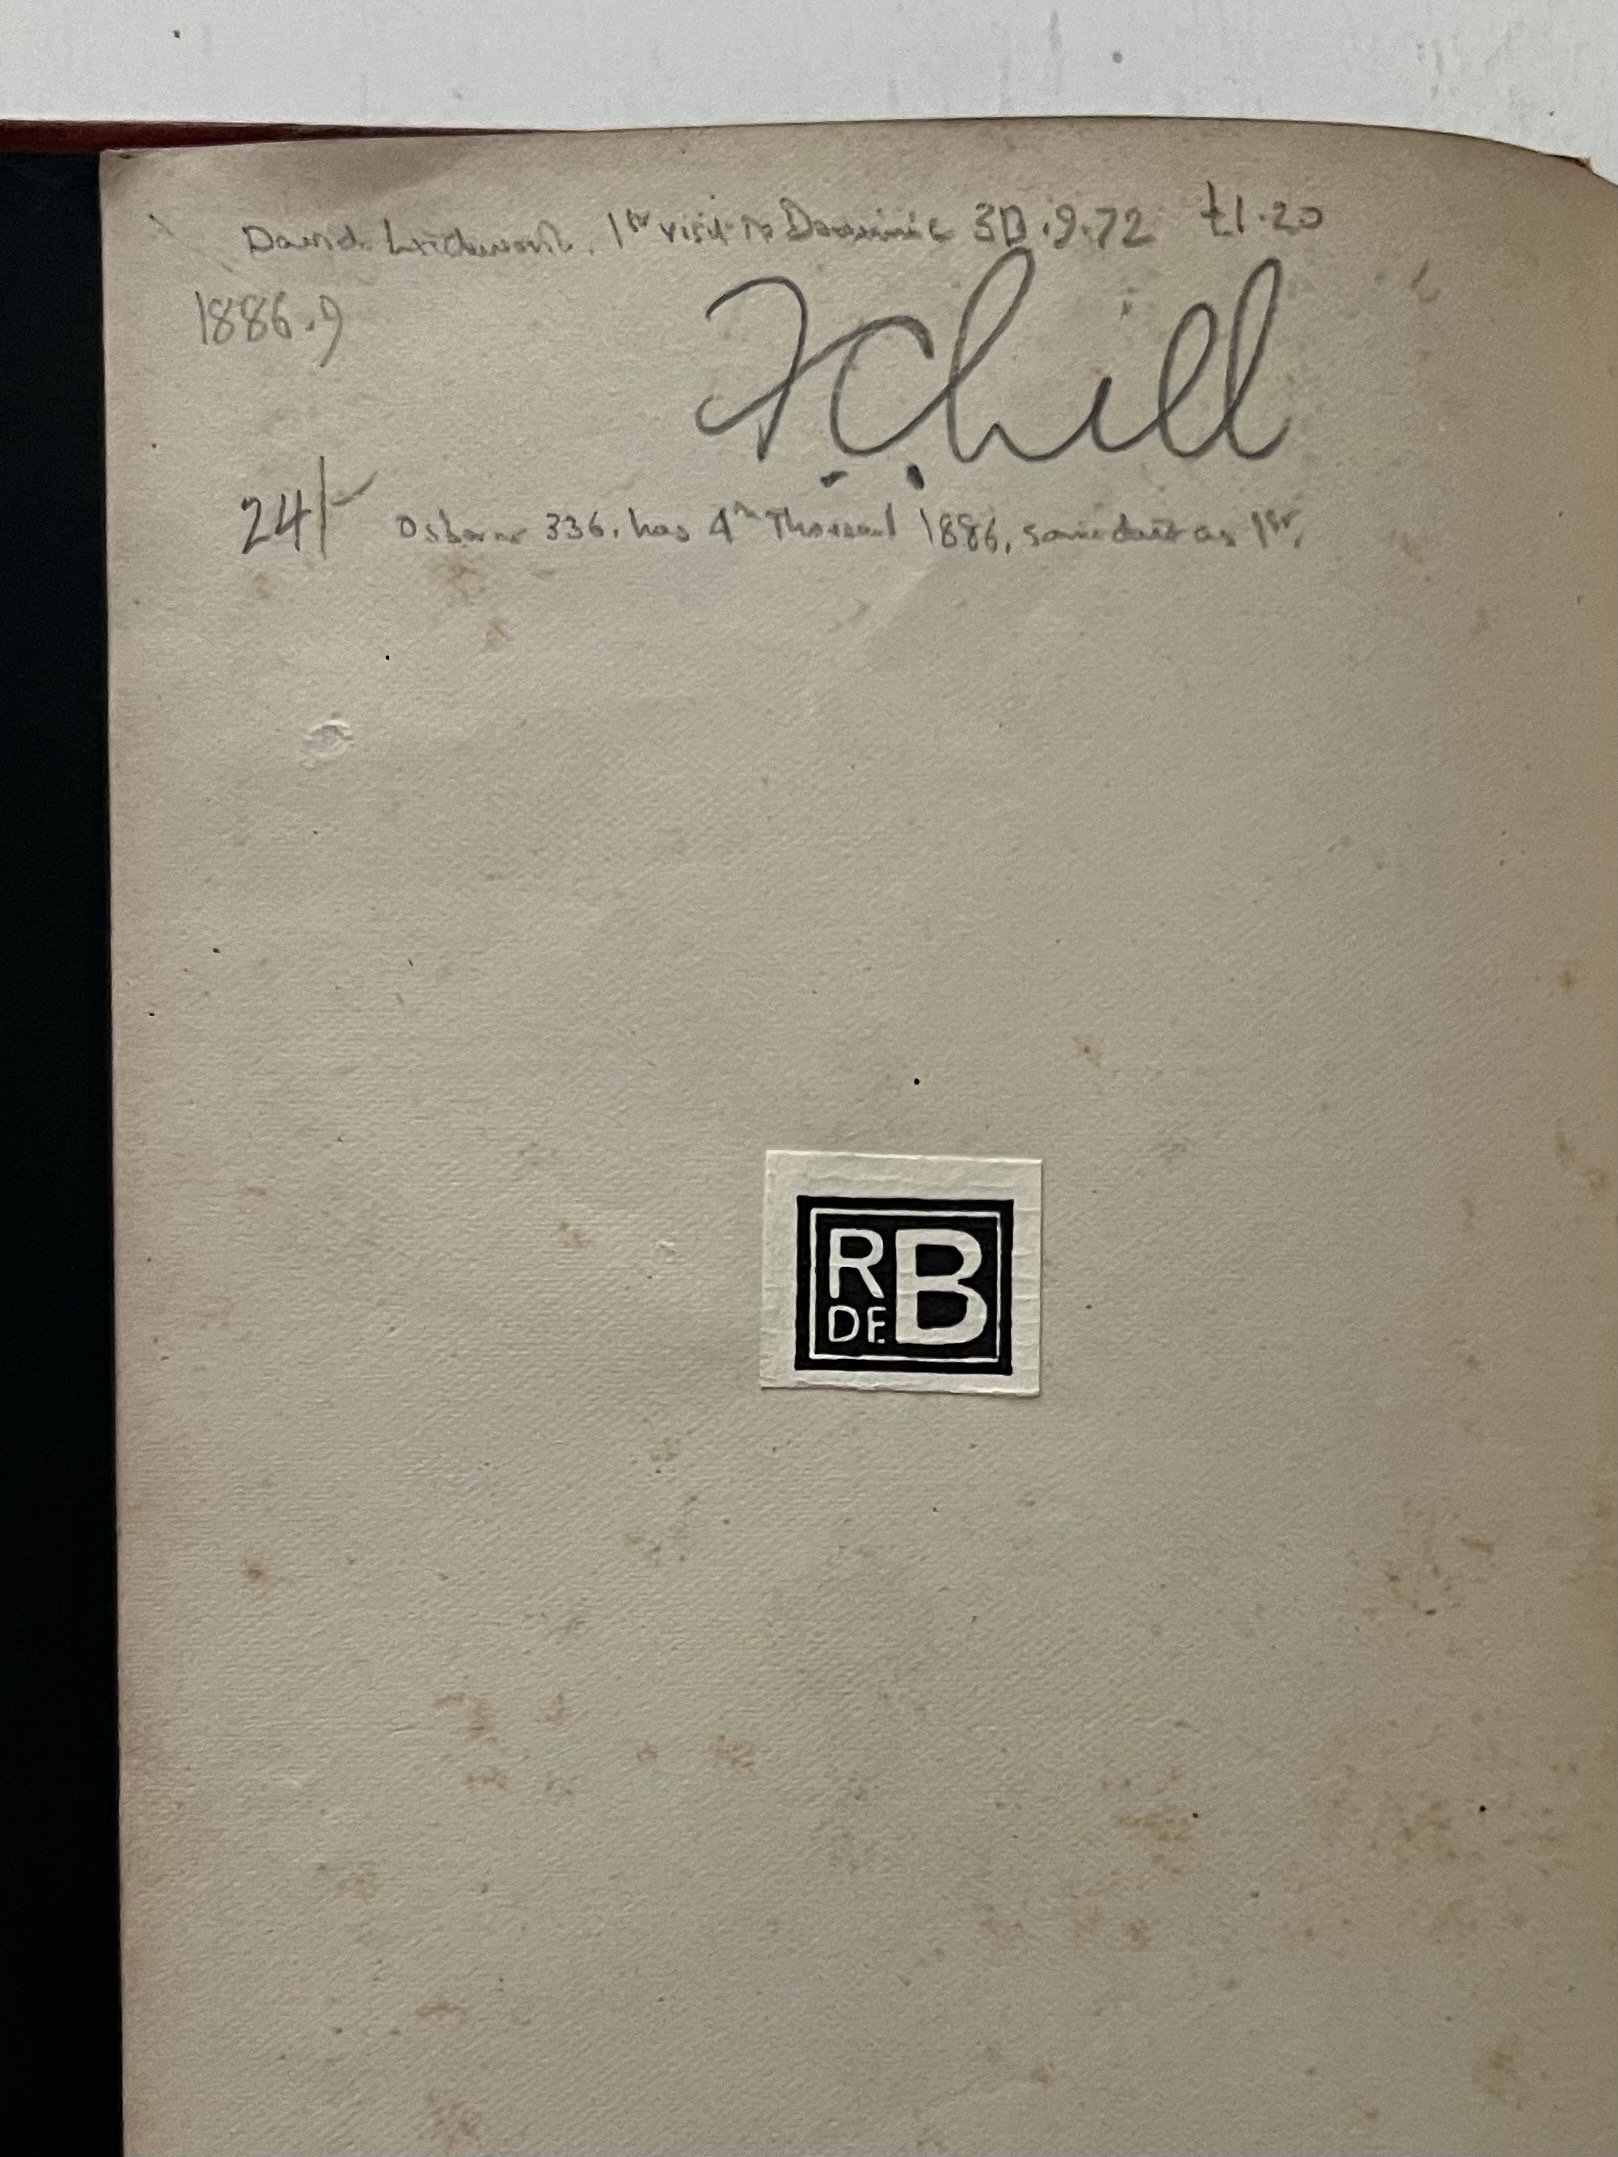 David 1st visit to Dominic 30.9.72 £1.20
1886.9
F.C. hill
24/-
Osborne 336. has 4th Thousand 1886, same date as 1st.
R
DE B